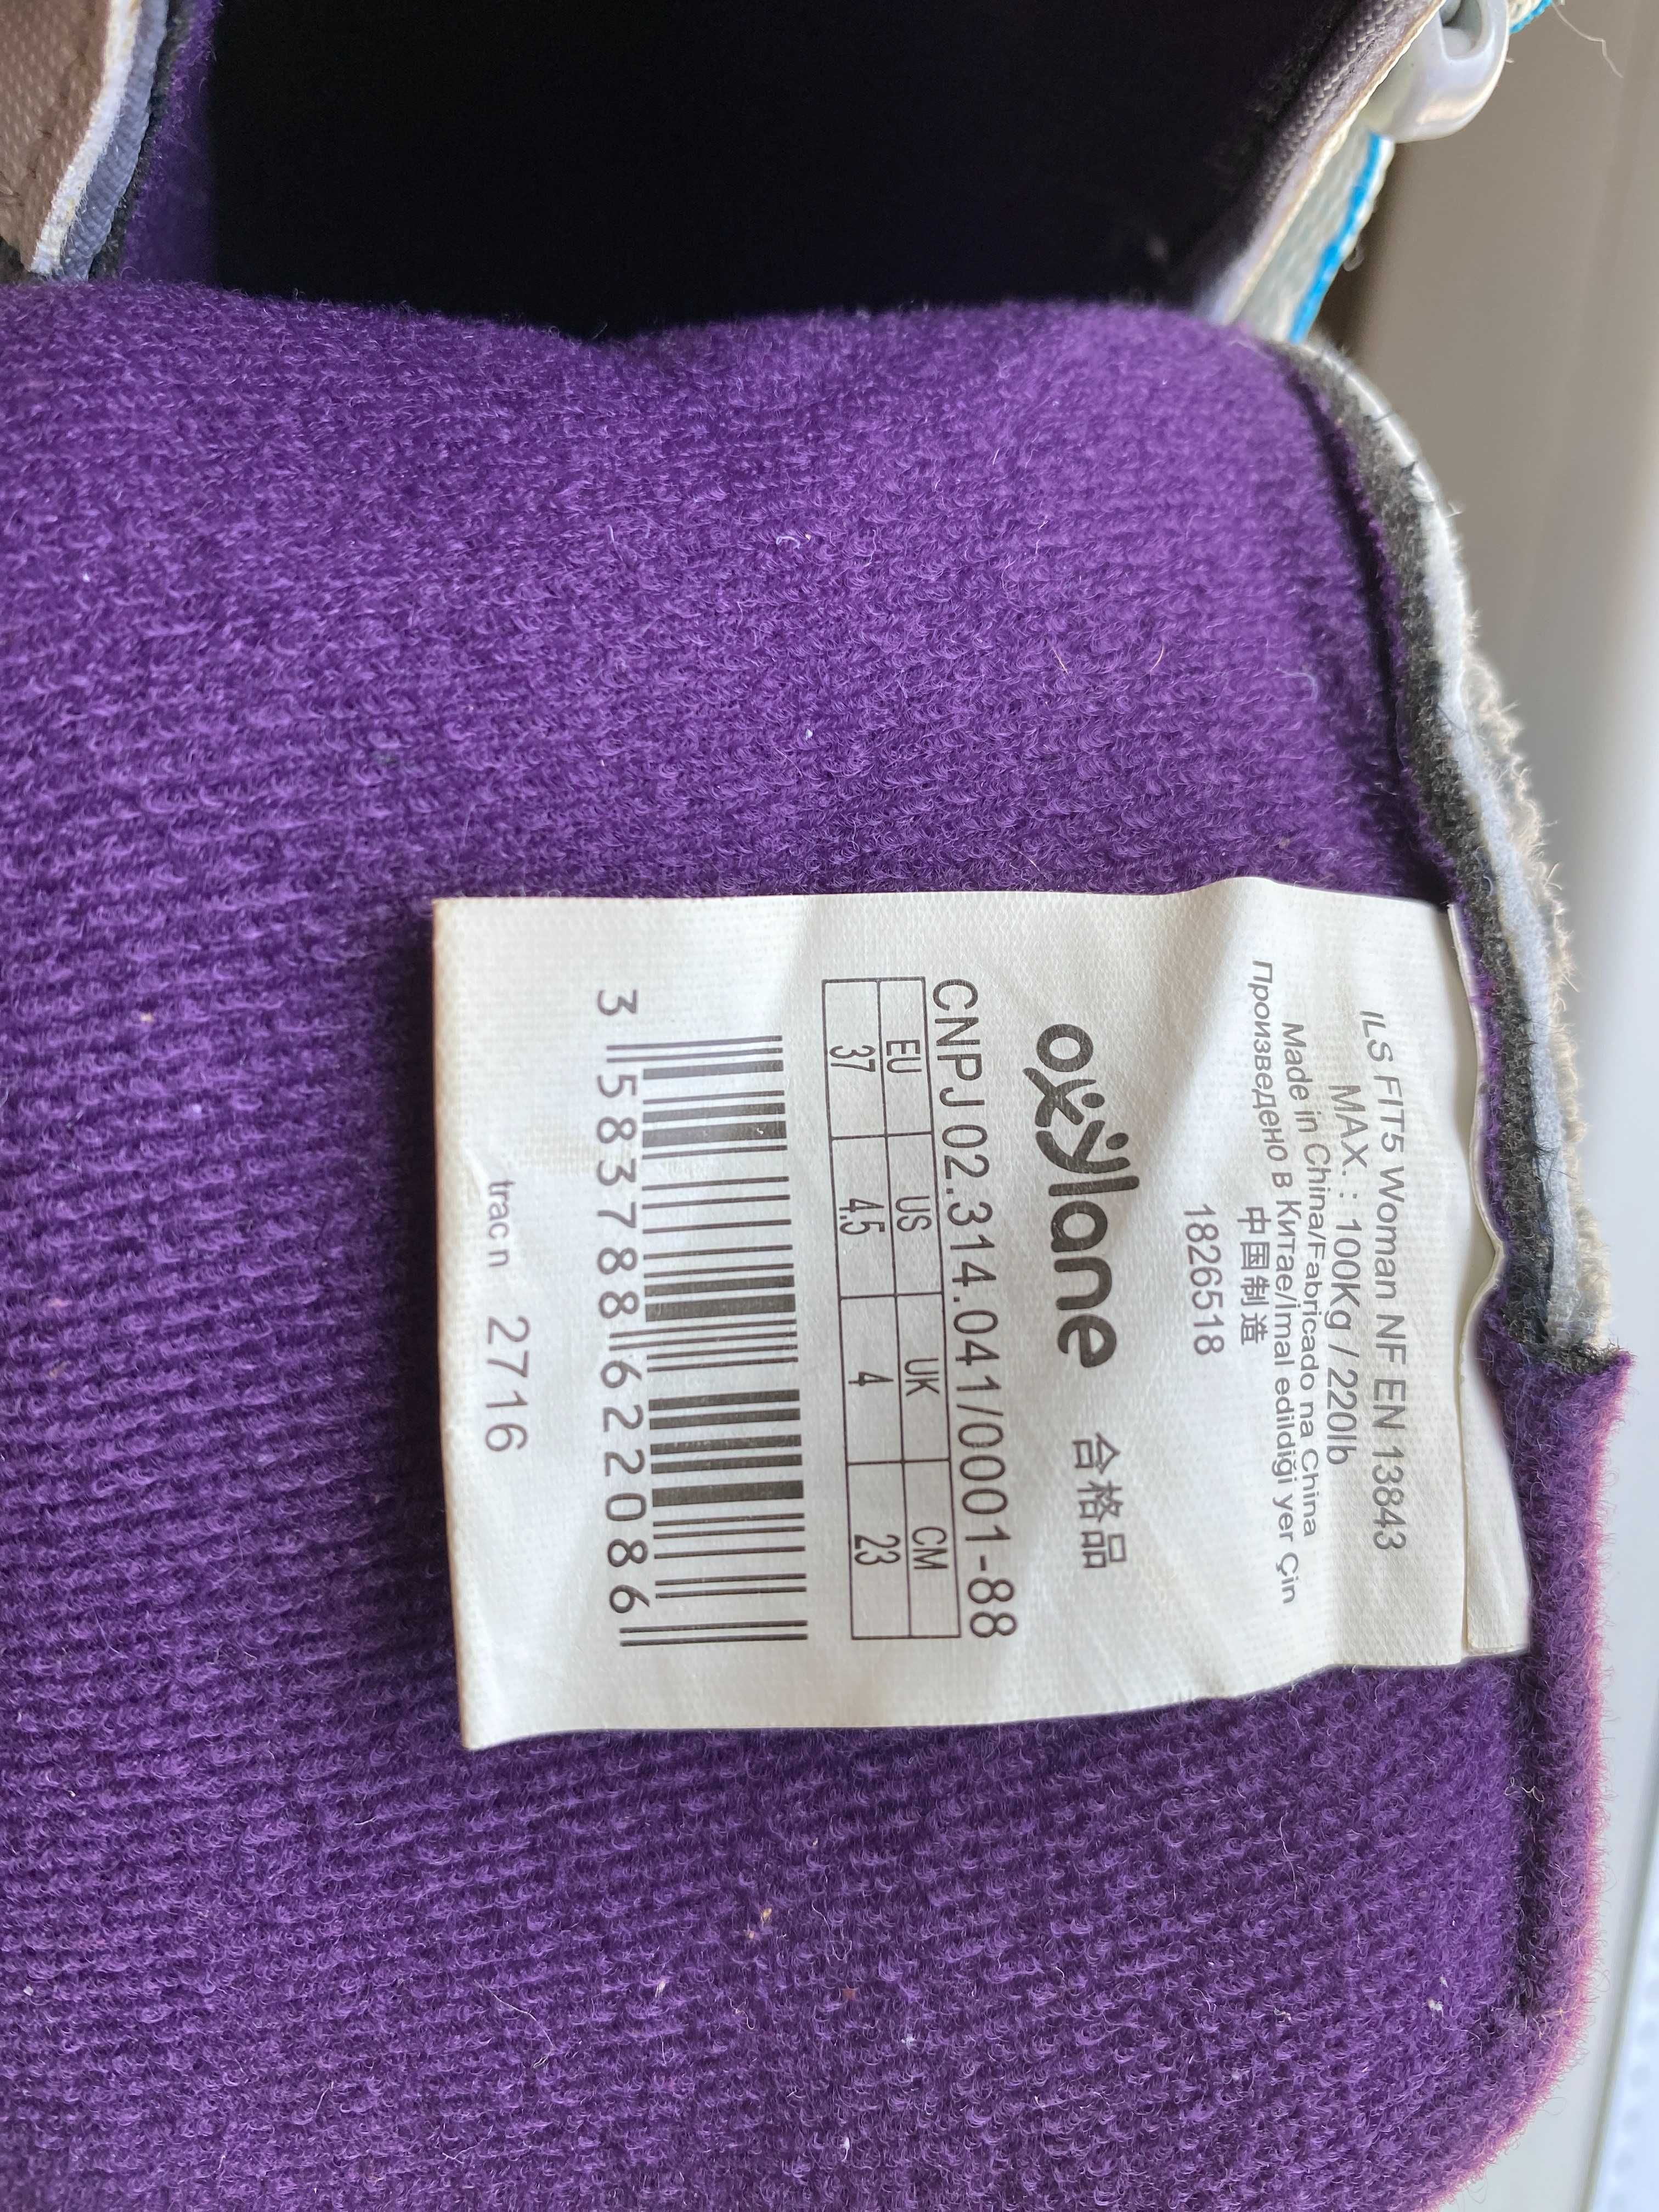 ILS FIT5 Woman NF EN 13843
MAX. : 100Kg / 220lb
Made in China/Fabricado na China
Произведено в Китае/İmal edildiği yer Çin
中国制造
1826518
oxylane 合格品
CNPJ 02.314.041/0001-88
EU US UK CM
37 4.5 4 23
3 583788 622086
trac n 2716